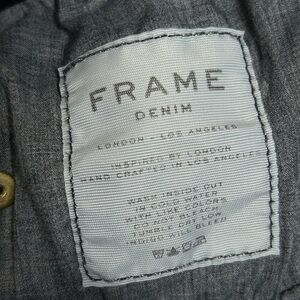 FRAME
DENIM
LONDON - LOS ANGELES
INSPIRED BY LONDON
HAND CRAFTED IN LOS ANGELES
WASH INSIDE OUT
IN COLD WATER
WITH LIKE COLORS
DO NOT BLEACH
TUMBLE DRY LOW
INDIGO WILL BLEED